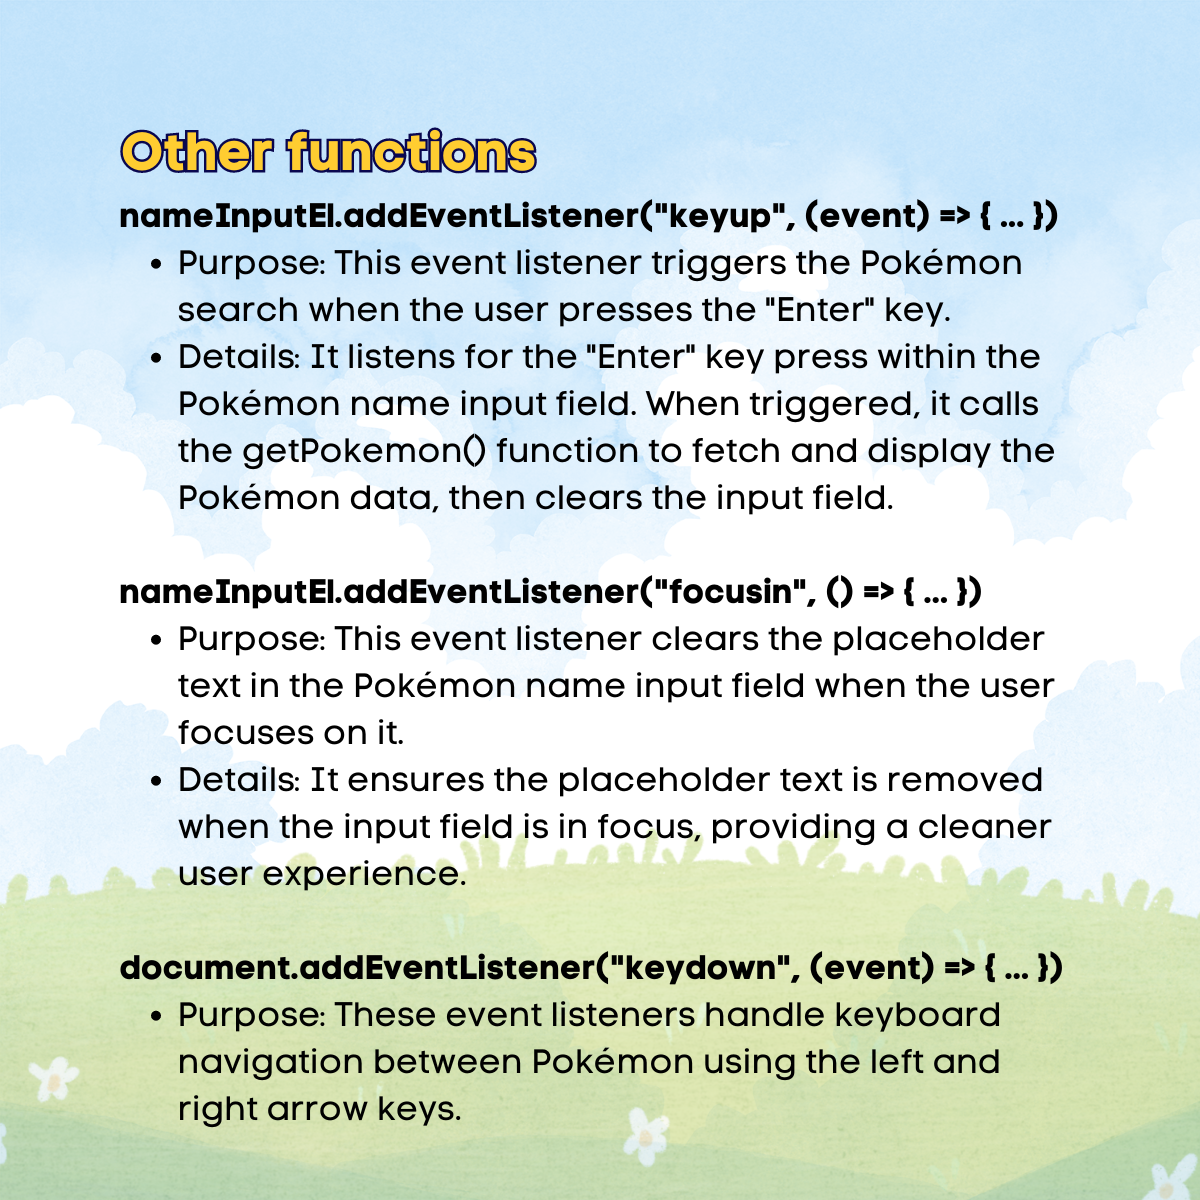 Other functions
nameInputEl.addEventListener("keyup", (event) => { ... })
• Purpose: This event listener triggers the Pokémon
search when the user presses the "Enter" key.
• Details: It listens for the "Enter" key press within the
Pokémon name input field. When triggered, it calls
the getPokemon() function to fetch and display the
Pokémon data, then clears the input field.
nameInputEl.addEventListener("focusin", () => { ... })
• Purpose: This event listener clears the placeholder
text in the Pokémon name input field when the user
focuses on it.
• Details: It ensures the placeholder text is removed
when the input field is in focus, providing a cleaner
user experience.
document.addEventListener("keydown", (event) => { ... })
• Purpose: These event listeners handle keyboard
navigation between Pokémon using the left and
right arrow keys.